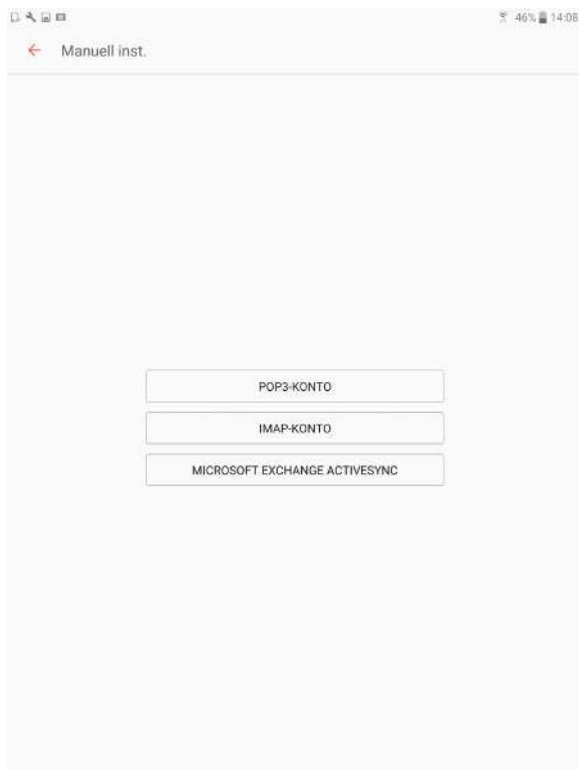 46% 14:08
Manuell inst.
POP3-KONTO
IMAP-KONTO
MICROSOFT EXCHANGE ACTIVESYNC